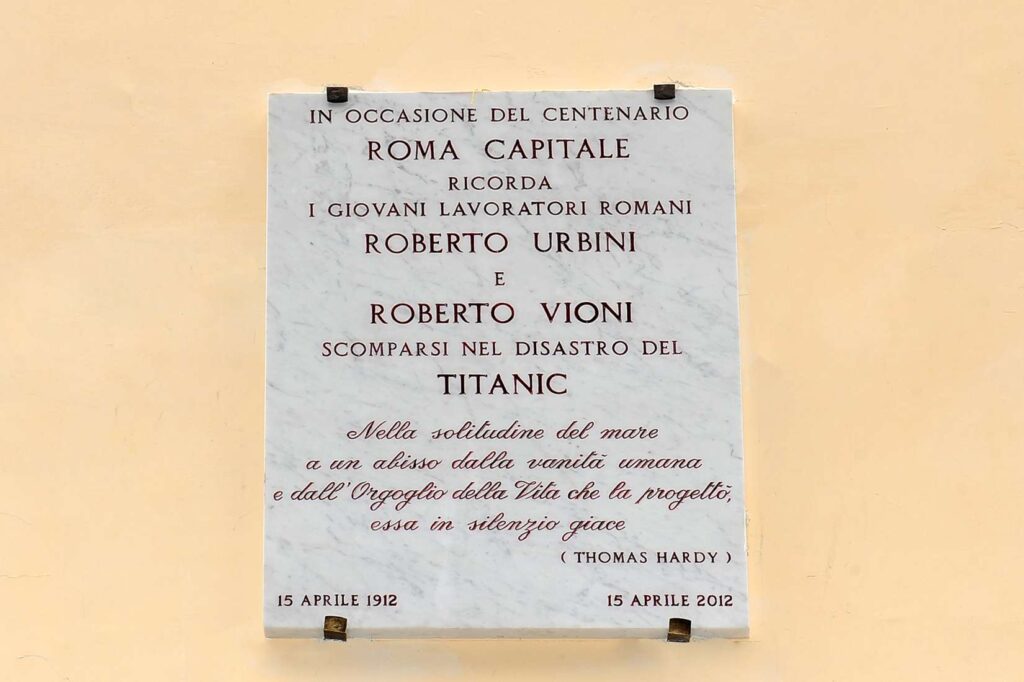 IN OCCASIONE DEL CENTENARIO
ROMA CAPITALE
RICORDA
I GIOVANI LAVORATORI ROMANI
ROBERTO URBINI
E
ROBERTO VIONI
SCOMPARSI NEL DISASTRO DEL
TITANIC
Nella solitudine del mare
a un abisso dalla vanità umana
e dall'Orgoglio della Vita che la progettò,
essa in silenzio giace
( THOMAS HARDY )
15 APRILE 1912 15 APRILE 2012